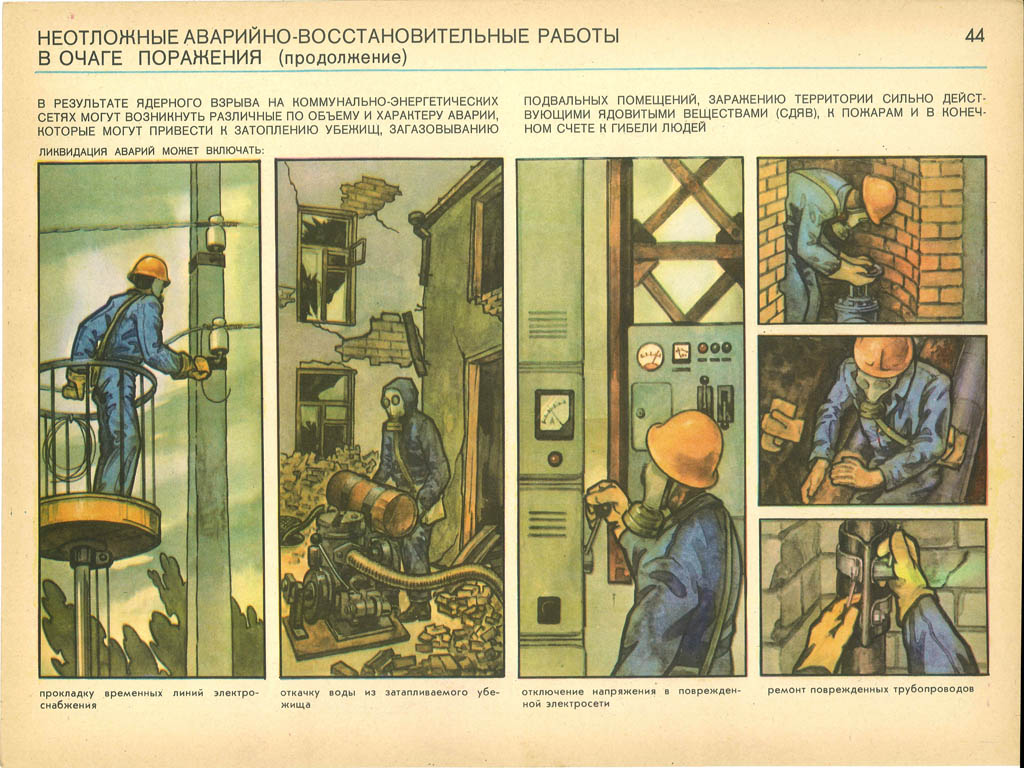 НЕОТЛОЖНЫЕ АВАРИЙНО-ВОССТАНОВИТЕЛЬНЫЕ РАБОТЫ
В ОЧАГЕ ПОРАЖЕНИЯ (продолжение)
44
В РЕЗУЛЬТАТЕ ЯДЕРНОГО ВЗРЫВА НА КОММУНАЛЬНО-ЭНЕРГЕТИЧЕСКИХ
СЕТЯХ МОГУТ ВОЗНИКНУТЬ РАЗЛИЧНЫЕ ПО ОБЪЕМУ И ХАРАКТЕРУ АВАРИИ,
КОТОРЫЕ МОГУТ ПРИВЕСТИ К ЗАТОПЛЕНИЮ УБЕЖИЩ, ЗАГАЗОВЫВАНИЮ
ПОДВАЛЬНЫХ ПОМЕЩЕНИЙ, ЗАРАЖЕНИЮ ТЕРРИТОРИИ СИЛЬНО ДЕЙСТ-
ВУЮЩИМИ ЯДОВИТЫМИ ВЕЩЕСТВАМИ (СДЯВ), К ПОЖАРАМ И В КОНЕЧ-
НОМ СЧЕТЕ К ГИБЕЛИ ЛЮДЕЙ
ЛИКВИДАЦИЯ АВАРИЙ МОЖЕТ ВКЛЮЧАТЬ:
прокладку временных линий электро-
снабжения
откачку воды из затапливаемого убе-
жища
отключение напряжения в поврежден-
ной электросети
ремонт поврежденных трубопроводов